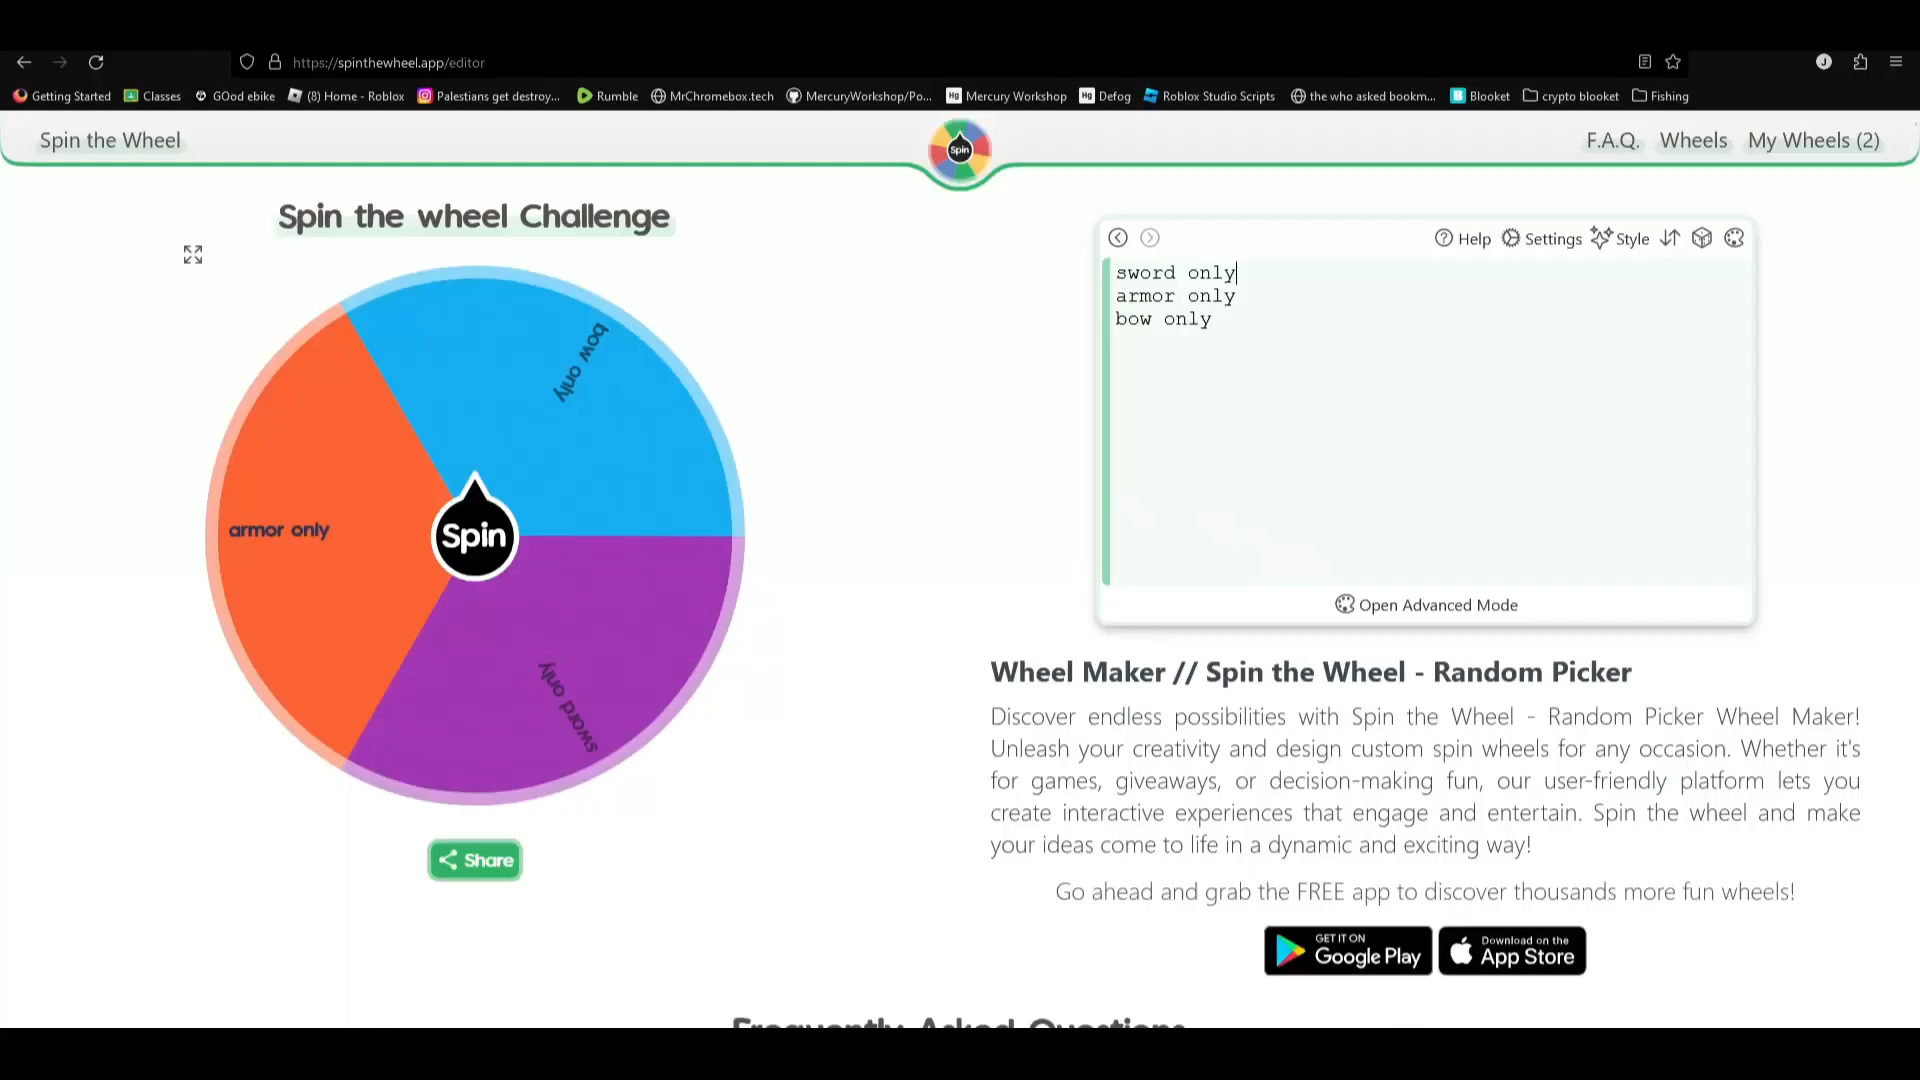 https://spinthewheel.app/editor
J
Getting Started Classes GOod ebike (8) Home - Roblox Palestians get destroy... Rumble MrChromebox.tech MercuryWorkshop/Po... Hg Mercury Workshop Hg Defog Roblox Studio Scripts the who asked bookm... B Blooket crypto blooket Fishing
Spin the Wheel
Spin
F.A.Q. Wheels My Wheels (2)
Spin the wheel Challenge
Help Settings Style
sword only
armor only
bow only
bow only
armor only
Spin
sword only
Open Advanced Mode
Share
Wheel Maker // Spin the Wheel - Random Picker
Discover endless possibilities with Spin the Wheel - Random Picker Wheel Maker!
Unleash your creativity and design custom spin wheels for any occasion. Whether it's
for games, giveaways, or decision-making fun, our user-friendly platform lets you
create interactive experiences that engage and entertain. Spin the wheel and make
your ideas come to life in a dynamic and exciting way!
Go ahead and grab the FREE app to discover thousands more fun wheels!
GET IT ON
Google Play
Download on the
App Store
Frequently Asked Questions